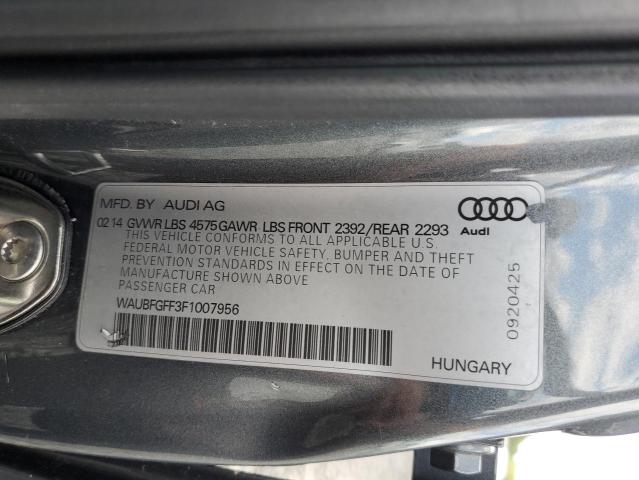 MFD. BY AUDI AG
02 14 GVWR LBS 4575 GAWR LBS FRONT 2392/REAR 2293
THIS VEHICLE CONFORMS TO ALL APPLICABLE U.S.
FEDERAL MOTOR VEHICLE SAFETY, BUMPER AND THEFT
PREVENTION STANDARDS IN EFFECT ON THE DATE OF
MANUFACTURE SHOWN ABOVE
PASSENGER CAR
WAUBFGFF3F1007956
Audi
0920425
HUNGARY